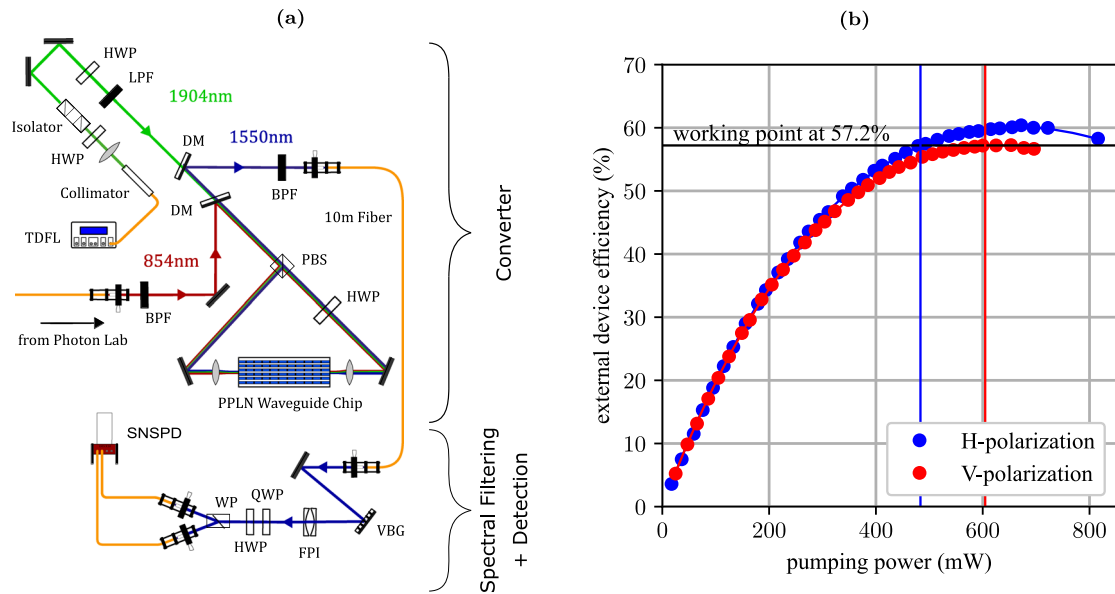 (a)
HWP
LPF
1904nm
Isolator
HWP
Collimator
TDFL
DM
1550nm
BPF
DM
10m Fiber
854nm
BPF
from Photon Lab
PBS
HWP
PPLN Waveguide Chip
Converter
SNSPD
WP
QWP
HWP
FPI
VBG
Spectral Filtering
+ Detection
(b)
70
60
50
40
30
20
10
0
external device efficiency (%)
working point at 57.2%
H-polarization
V-polarization
0
200
400
600
800
pumping power (mW)